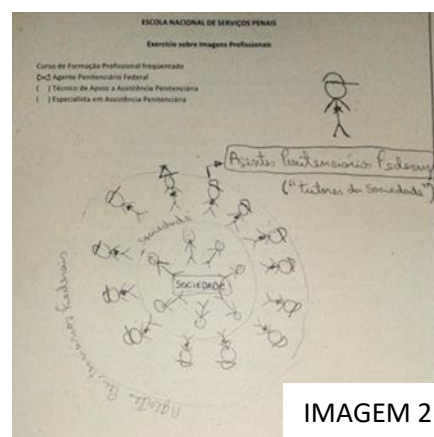 ESCOLA NACIONAL DE SERVIÇOS PENAIS
Exercício sobre Imagens Profissionais
Curso de Formação Profissional freqüentado
(X) Agente Penitenciário Federal
( ) Técnico de Apoio a Assistência Penitenciária
( ) Especialista em Assistência Penitenciária
Agentes Penitenciários Federais
("tutores da Sociedade")
Sociedade
SOCIEDADE
Agentes Penitenciários Federais
IMAGEM 2